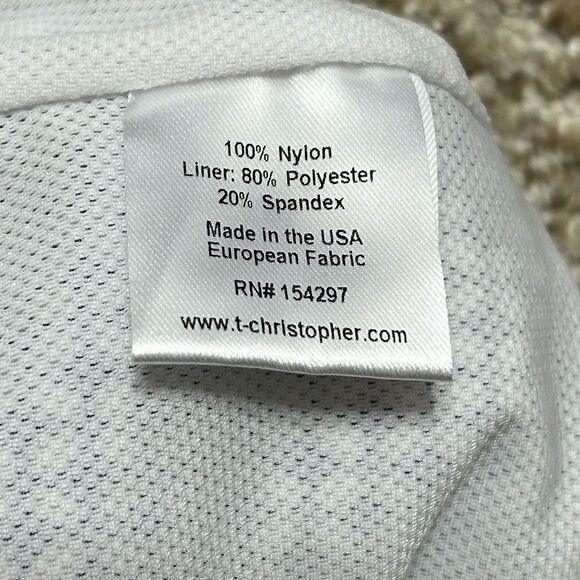 100% Nylon
Liner: 80% Polyester
20% Spandex
Made in the USA
European Fabric
RN# 154297
www.t-christopher.com